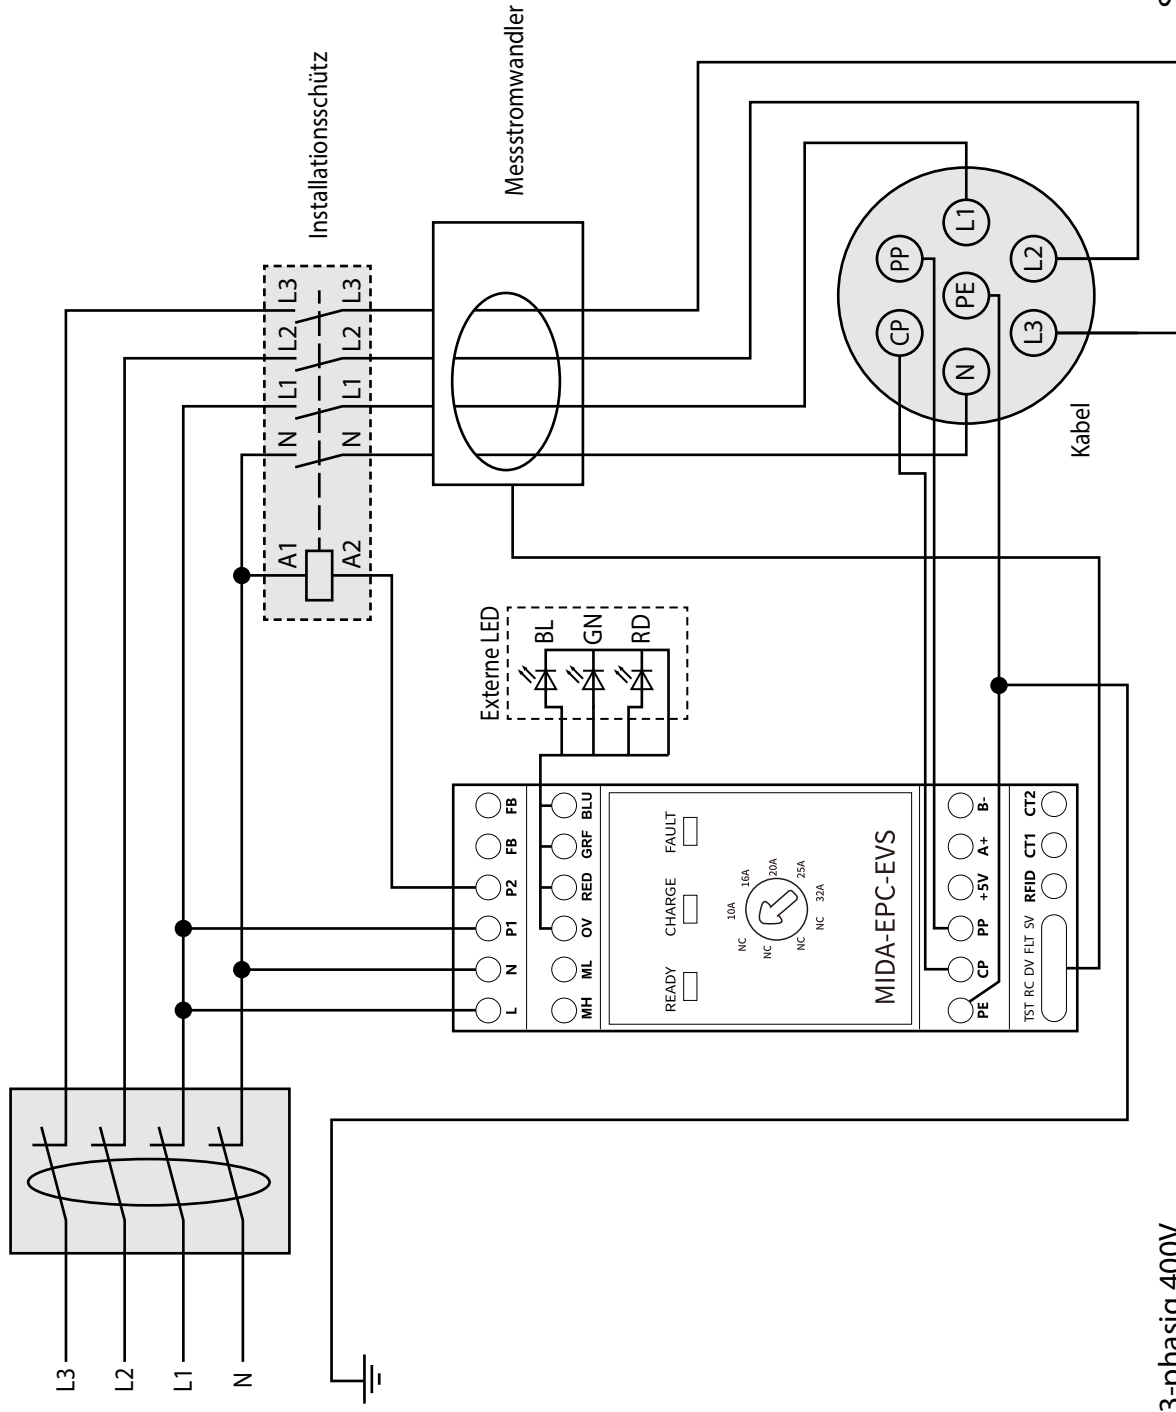 Installationsschütz
Messstromwandler
L3
L2
L1
N
L3
L2
L1
N
A1
A2
Externe LED
BL
GN
RD
L1
PP
L2
PE
CP
L3
N
Kabel
L N P1 P2 FB FB
MH ML OV RED GRF BLU
READY CHARGE FAULT
NC
10A
16A
20A
25A
32A
NC
NC
NC
MIDA-EPC-EVS
PE CP PP +5V A+ B-
TST RC DV FLT SV RFID CT1 CT2
L3
L2
L1
N
3-phasig 400V